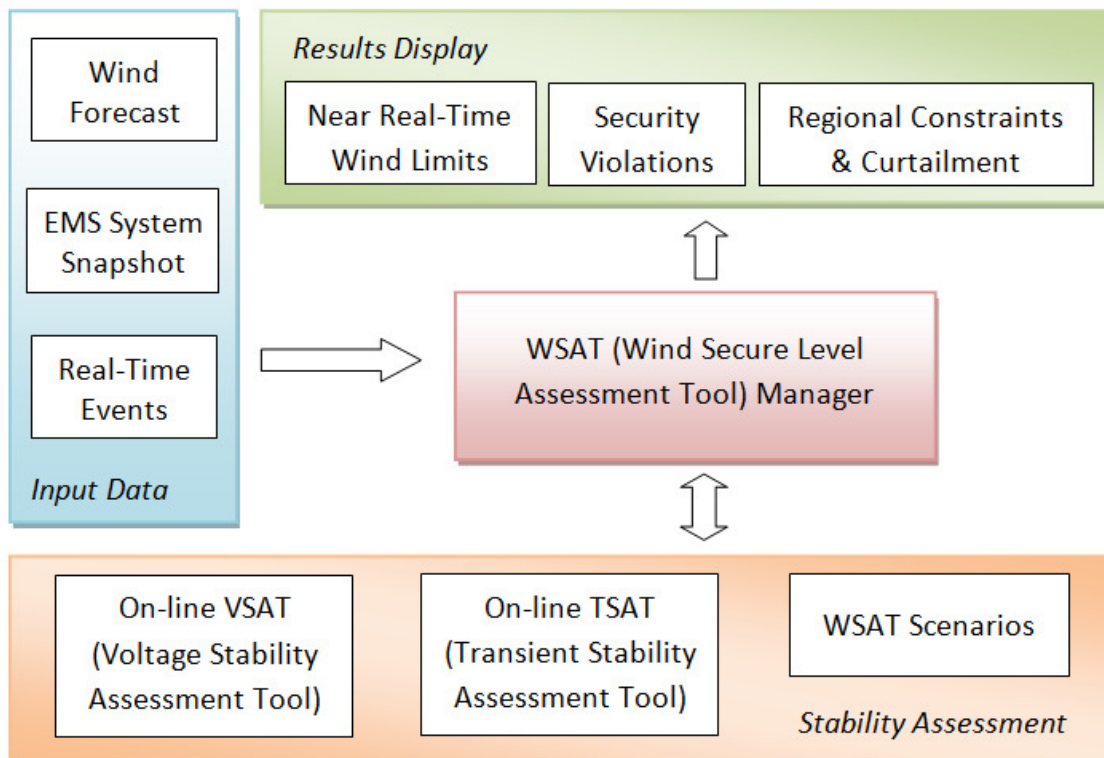 Wind
Forecast
EMS System
Snapshot
Real-Time
Events
Input Data
Results Display
Near Real-Time
Wind Limits
Security
Violations
Regional Constraints
& Curtailment
WSAT (Wind Secure Level
Assessment Tool) Manager
On-line VSAT
(Voltage Stability
Assessment Tool)
On-line TSAT
(Transient Stability
Assessment Tool)
WSAT Scenarios
Stability Assessment